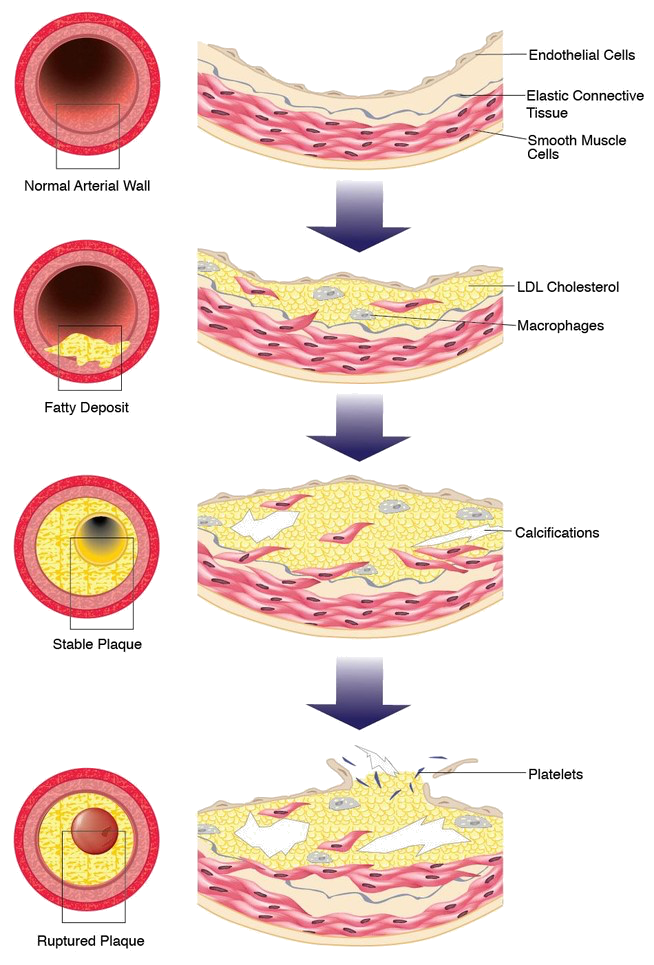 Endothelial Cells
Elastic Connective
Tissue
Smooth Muscle
Cells
Normal Arterial Wall
LDL Cholesterol
Macrophages
Fatty Deposit
Calcifications
Stable Plaque
Platelets
Ruptured Plaque